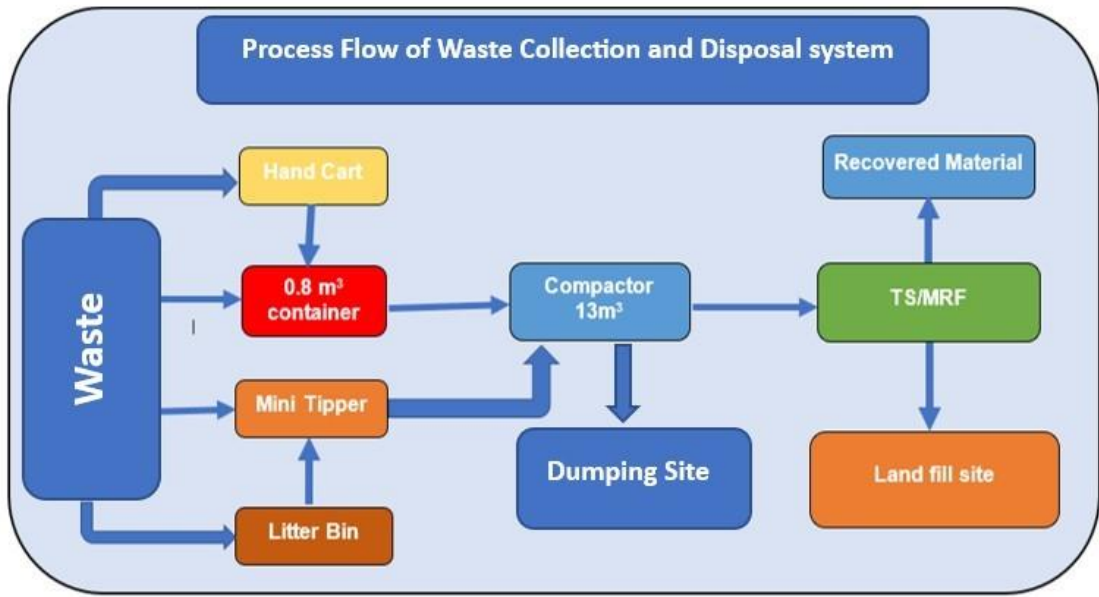 Process Flow of Waste Collection and Disposal system
Hand Cart
Recovered Material
Waste
0.8 m³
container
Compactor
13m³
TS/MRF
Mini Tipper
Dumping Site
Land fill site
Litter Bin